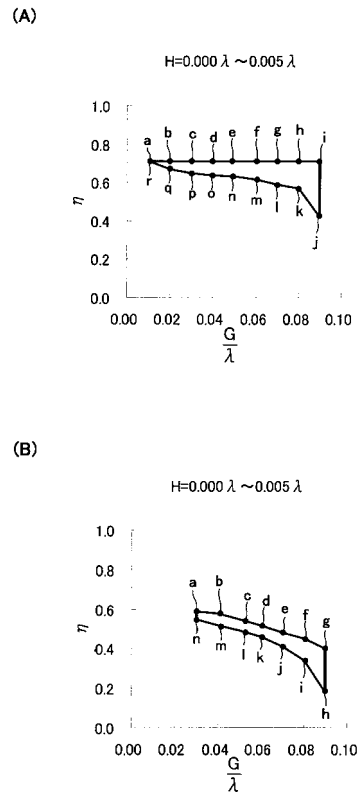 (A)
H=0.000 λ ～0.005 λ
1.0
0.8
0.6
0.4
0.2
0.0
η
a b c d e f g h i
r q p o n m l k j
0.00 0.02 0.04 0.06 0.08 0.10
G
λ
(B)
H=0.000 λ ～0.005 λ
1.0
0.8
0.6
0.4
0.2
0.0
η
a b c d e f g
n m l k j i h
0.00 0.02 0.04 0.06 0.08 0.10
G
λ